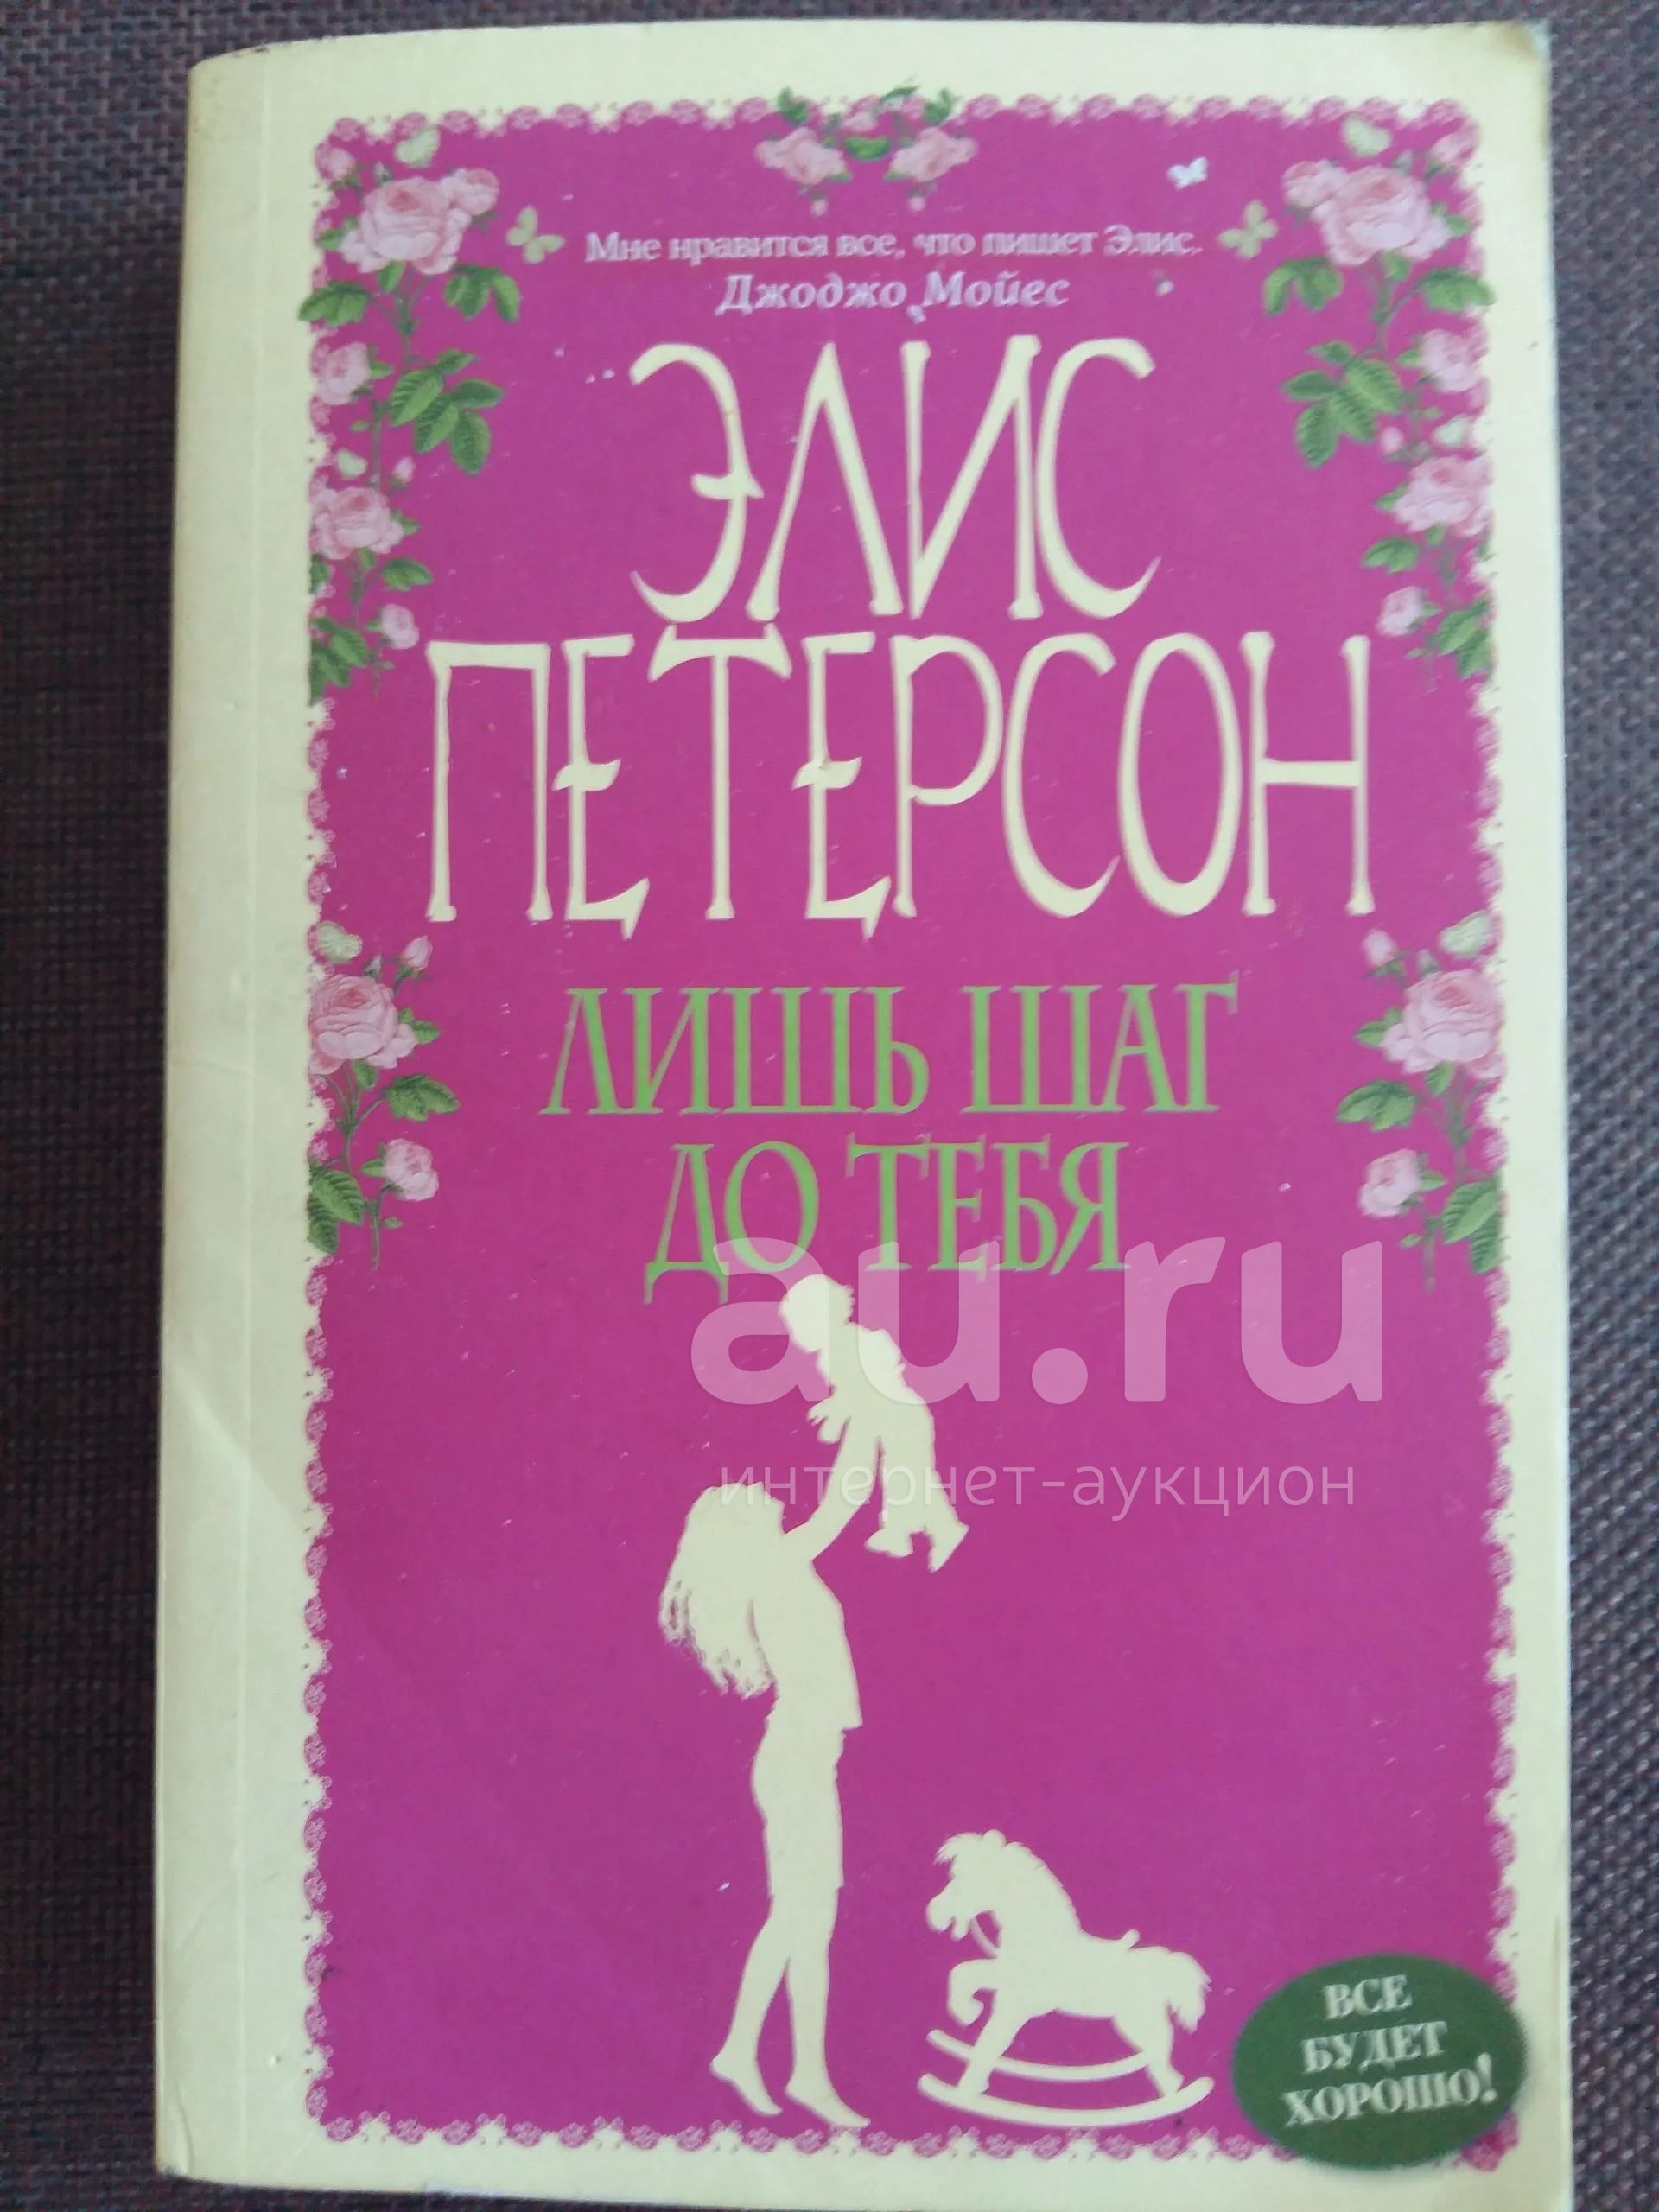 Мне нравится все, что пишет Элис.
Джоджо Мойес
ЭЛИС
ПЕТЕРСОН
ЛИШЬ ШАГ
ДО ТЕБЯ
au.ru
интернет-аукцион
ВСЕ
БУДЕТ
ХОРОШО!